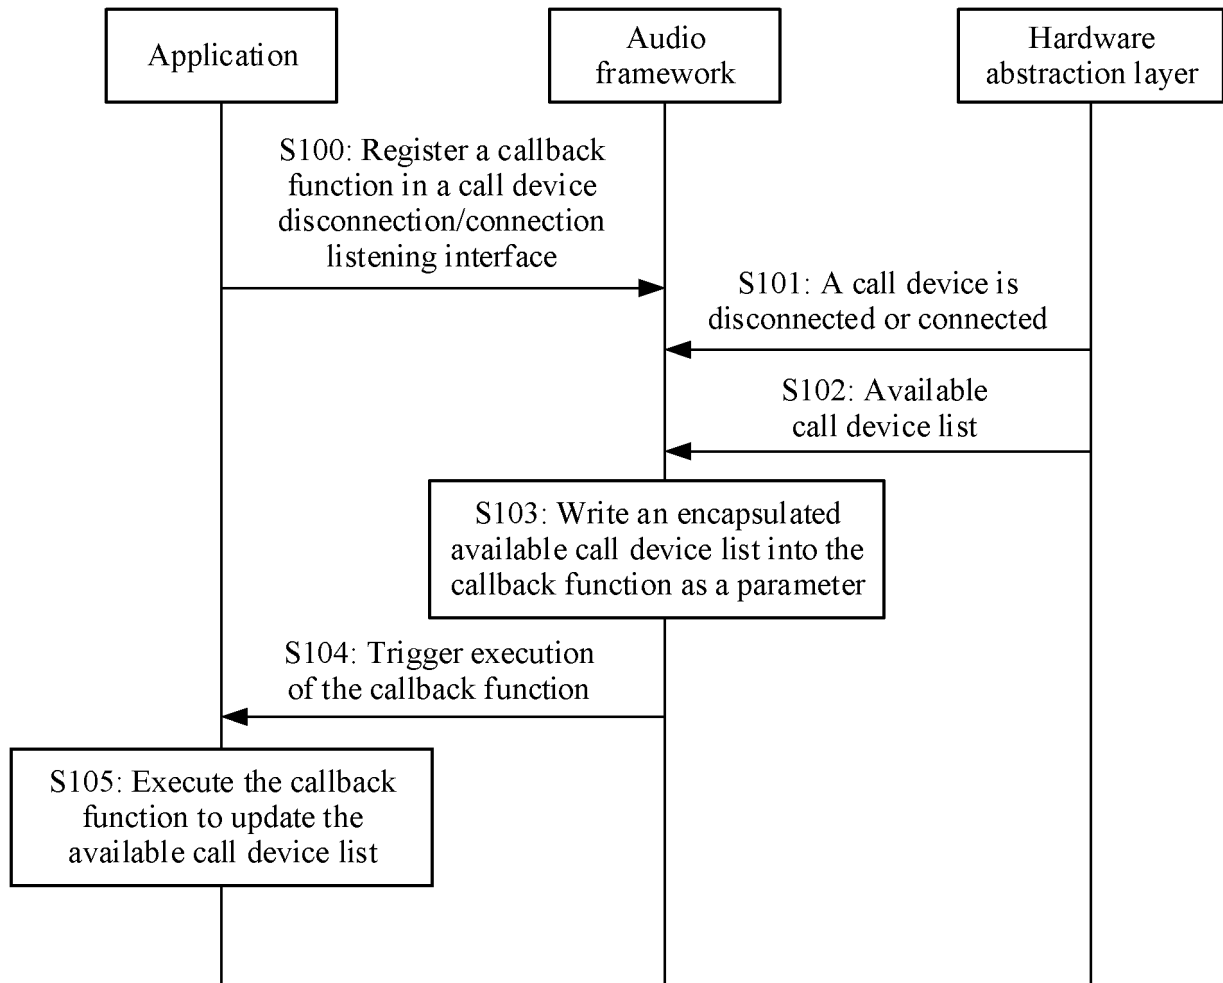 Application
Audio
framework
Hardware
abstraction layer
S100: Register a callback
function in a call device
disconnection/connection
listening interface
S101: A call device is
disconnected or connected
S102: Available
call device list
S103: Write an encapsulated
available call device list into the
callback function as a parameter
S104: Trigger execution
of the callback function
S105: Execute the callback
function to update the
available call device list